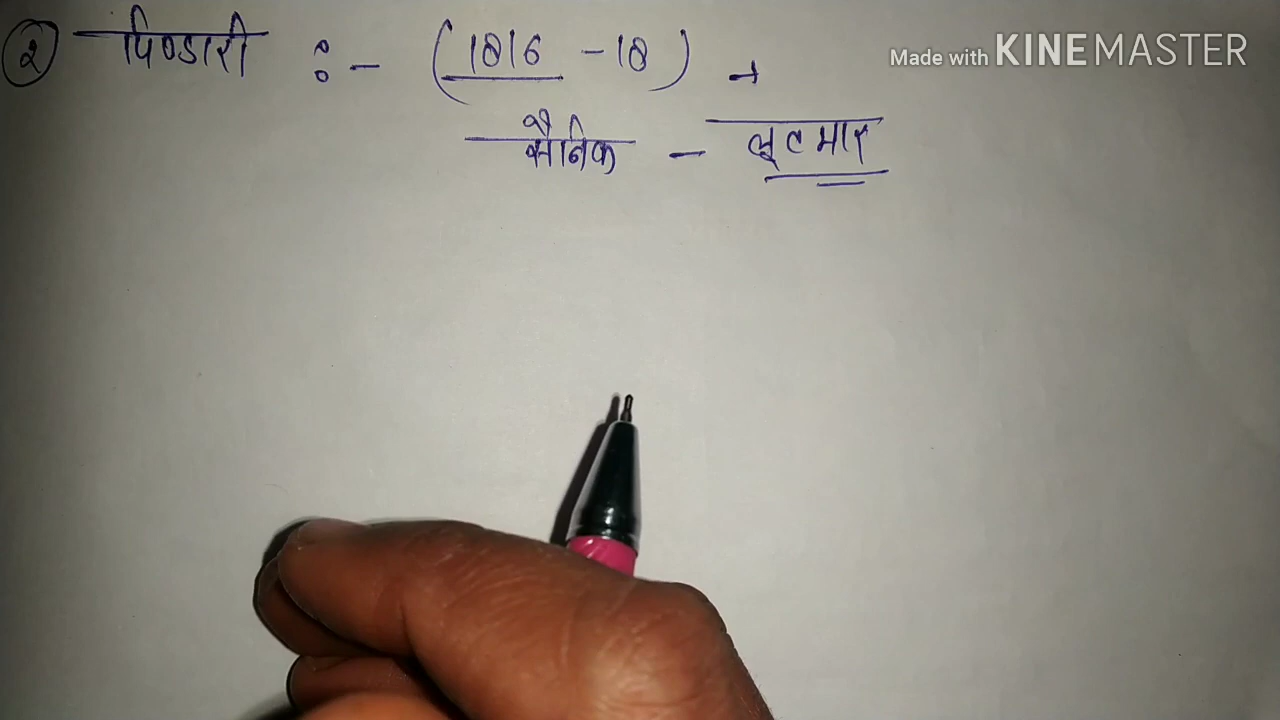 ② पिण्डारी :- (1816 - 18) →
सैनिक - लूटमार
Made with KINEMASTER